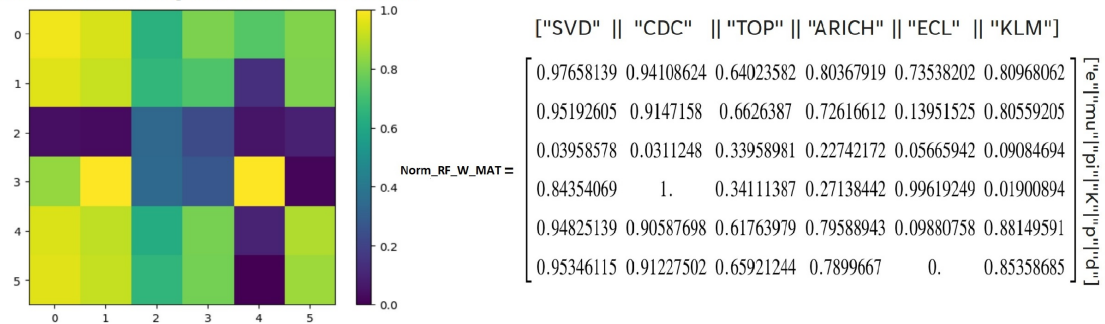 0
1
2
3
4
5
0 1 2 3 4 5
1.0
0.8
0.6
0.4
0.2
0.0
Norm_RF_W_MAT =
["SVD" || "CDC" || "TOP" || "ARICH" || "ECL" || "KLM"]
0.97658139 0.94108624 0.64023582 0.80367919 0.73538202 0.80968062
0.95192605 0.9147158 0.6626387 0.72616612 0.13951525 0.80559205
0.03958578 0.0311248 0.33958981 0.22742172 0.05665942 0.09084694
0.84354069 1. 0.34111387 0.27138442 0.99619249 0.01900894
0.94825139 0.90587698 0.61763979 0.79588943 0.09880758 0.88149591
0.95346115 0.91227502 0.65921244 0.7899667 0. 0.85358685
["e"|"mu"|"pi"|"K"|"p"|"d"]